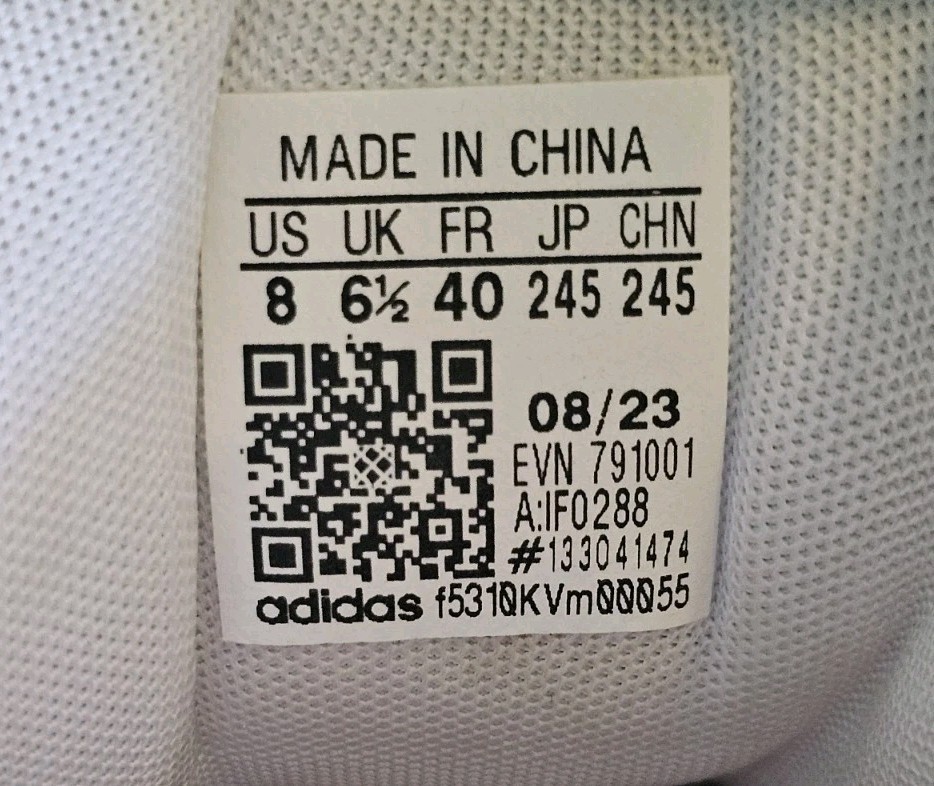 MADE IN CHINA
US UK FR JP CHN
8 6½ 40 245 245
08/23
EVN 791001
A:IF0288
#133041474
adidas f5310KVm00055